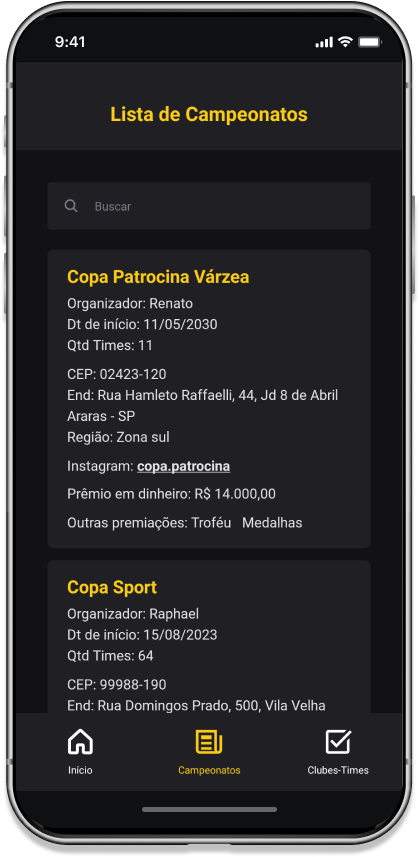 9:41
Lista de Campeonatos
Buscar
Copa Patrocina Várzea
Organizador: Renato
Dt de início: 11/05/2030
Qtd Times: 11
CEP: 02423-120
End: Rua Hamleto Raffaelli, 44, Jd 8 de Abril
Araras - SP
Região: Zona sul
Instagram: copa.patrocina
Prêmio em dinheiro: R$ 14.000,00
Outras premiações: Troféu Medalhas
Copa Sport
Organizador: Raphael
Dt de início: 15/08/2023
Qtd Times: 64
CEP: 99988-190
End: Rua Domingos Prado, 500, Vila Velha
Início
Campeonatos
Clubes-Times